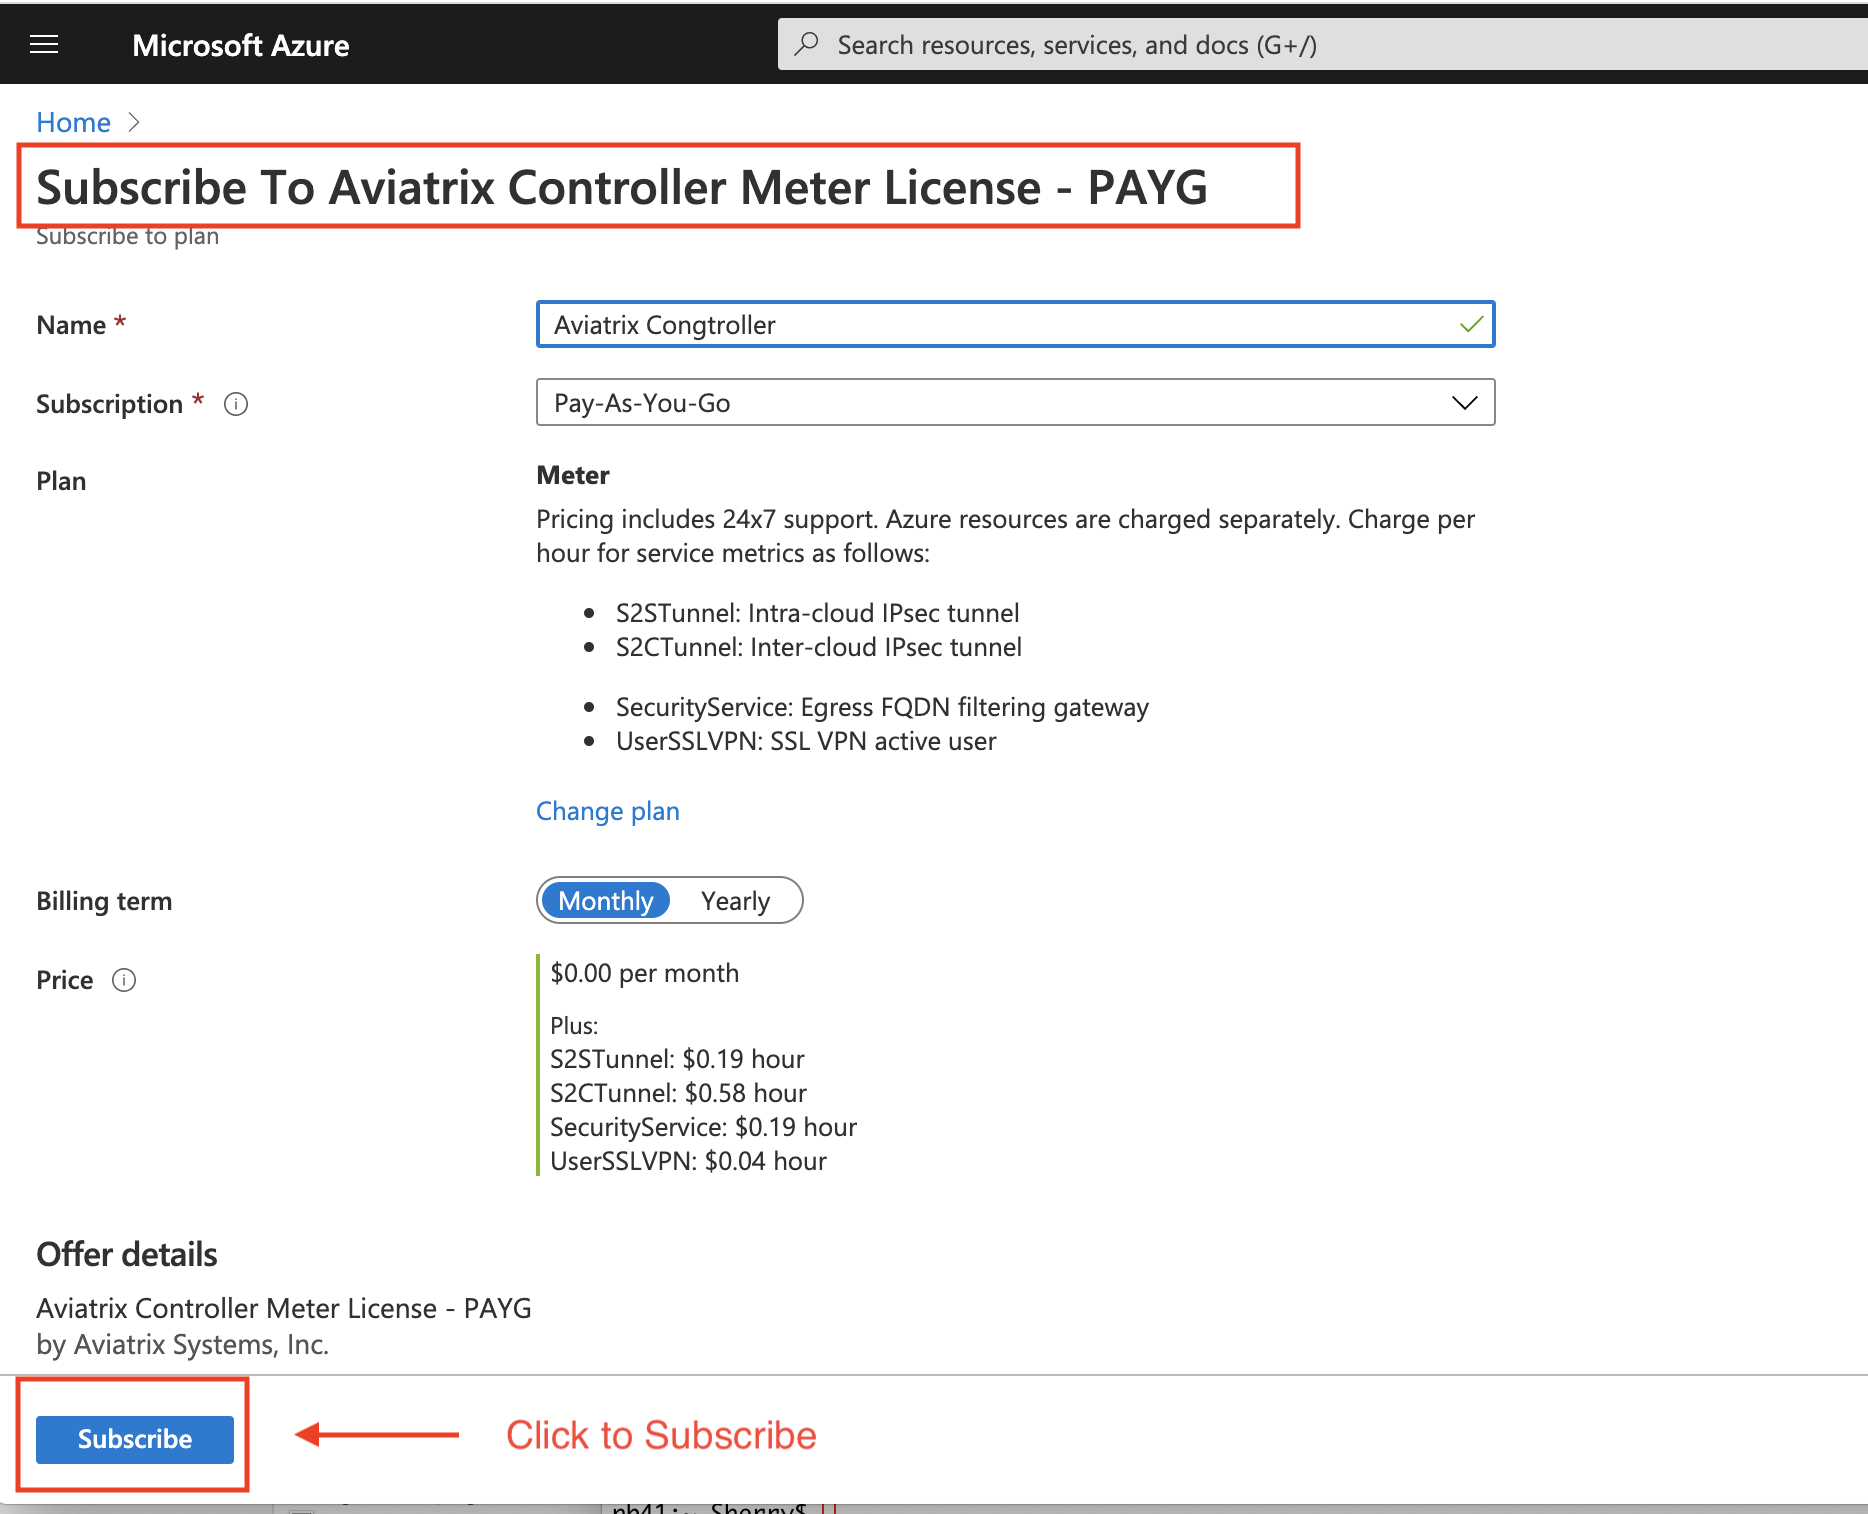 Microsoft Azure
Search resources, services, and docs (G+/)
Home
Subscribe To Aviatrix Controller Meter License - PAYG
Subscribe to plan
Name *
Aviatrix Congtroller
Subscription *
Pay-As-You-Go
Plan
Meter
Pricing includes 24x7 support. Azure resources are charged separately. Charge per
hour for service metrics as follows:
• S2STunnel: Intra-cloud IPsec tunnel
• S2CTunnel: Inter-cloud IPsec tunnel
• SecurityService: Egress FQDN filtering gateway
• UserSSLVPN: SSL VPN active user
Change plan
Billing term
Monthly
Yearly
Price
$0.00 per month
Plus:
S2STunnel: $0.19 hour
S2CTunnel: $0.58 hour
SecurityService: $0.19 hour
UserSSLVPN: $0.04 hour
Offer details
Aviatrix Controller Meter License - PAYG
by Aviatrix Systems, Inc.
Subscribe
Click to Subscribe